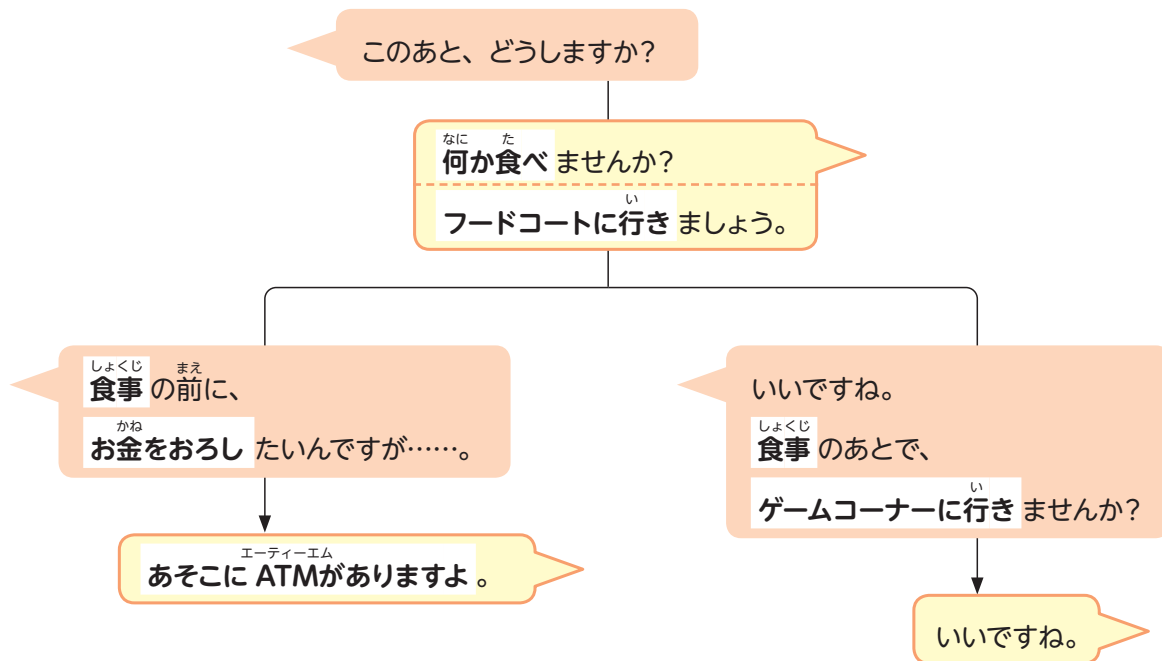 このあと、どうしますか？
なに た
何か食べませんか？
い
フードコートに行きましょう。
しょくじ まえ
食事の前に、
かね
お金をおろしたいんですが……。
エーティーエム
あそこに ATMがありますよ。
いいですね。
しょくじ
食事のあとで、
い
ゲームコーナーに行きませんか？
いいですね。